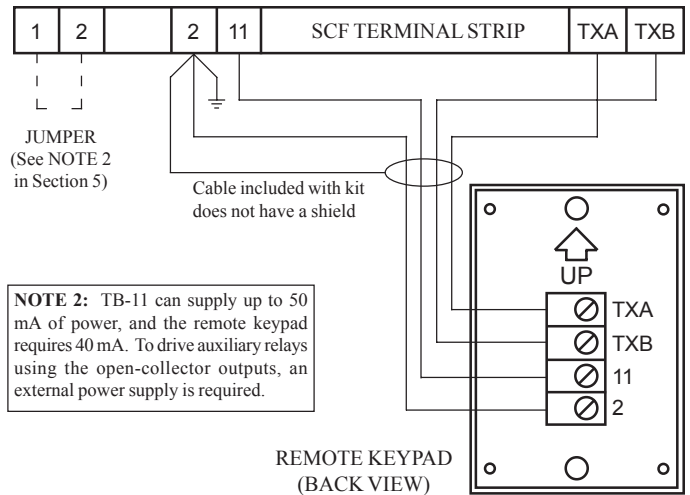 1 2 2 11 SCF TERMINAL STRIP TXA TXB
JUMPER
(See NOTE 2
in Section 5)
Cable included with kit
does not have a shield
UP
TXA
TXB
11
2
NOTE 2: TB-11 can supply up to 50
mA of power, and the remote keypad
requires 40 mA. To drive auxiliary relays
using the open-collector outputs, an
external power supply is required.
REMOTE KEYPAD
(BACK VIEW)